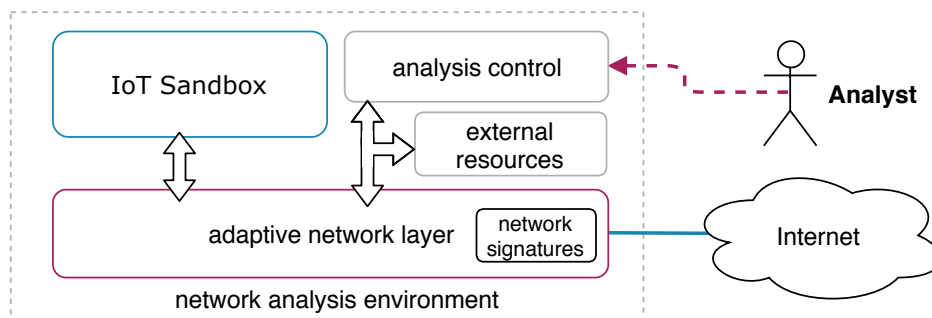 IoT Sandbox
analysis control
Analyst
external
resources
adaptive network layer
network
signatures
Internet
network analysis environment